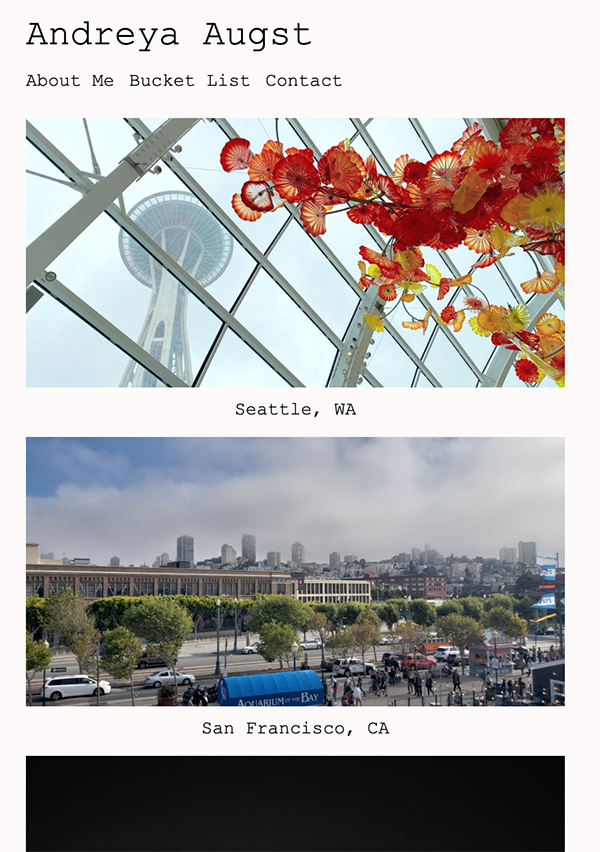 Andreya Augst
About Me Bucket List Contact
Seattle, WA
AQUARIUM OF THE BAY
San Francisco, CA